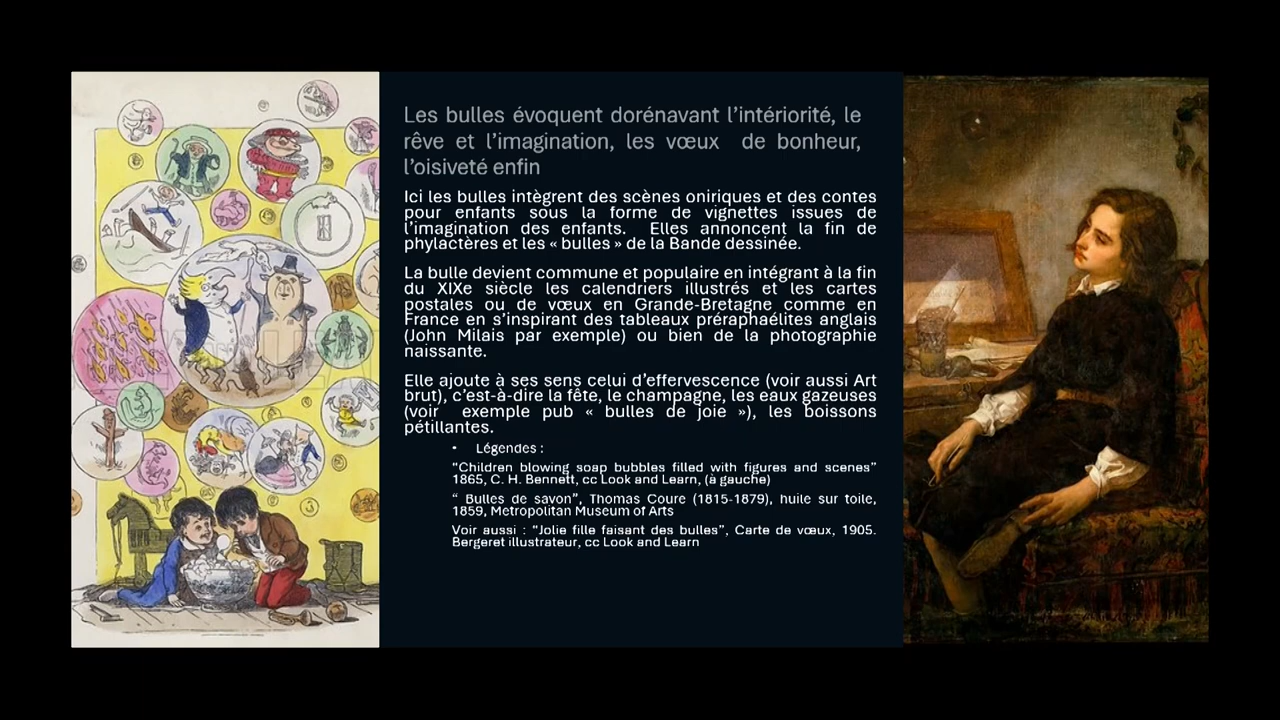 Les bulles évoquent dorénavant l’intériorité, le
rêve et l’imagination, les vœux de bonheur,
l’oisiveté enfin
Ici les bulles intègrent des scènes oniriques et des contes
pour enfants sous la forme de vignettes issues de
l’imagination des enfants. Elles annoncent la fin de
phylactères et les « bulles » de la Bande dessinée.
La bulle devient commune et populaire en intégrant à la fin
du XIXe siècle les calendriers illustrés et les cartes
postales ou de vœux en Grande-Bretagne comme en
France en s’inspirant des tableaux préraphaélites anglais
(John Milais par exemple) ou bien de la photographie
naissante.
Elle ajoute à ses sens celui d’effervescence (voir aussi Art
brut), c’est-à-dire la fête, le champagne, les eaux gazeuses
(voir exemple pub « bulles de joie »), les boissons
pétillantes.
• Légendes :
“Children blowing soap bubbles filled with figures and scenes”
1865, C. H. Bennett, cc Look and Learn, (à gauche)
“ Bulles de savon”, Thomas Coure (1815-1879), huile sur toile,
1859, Metropolitan Museum of Arts
Voir aussi : “Jolie fille faisant des bulles”, Carte de vœux, 1905.
Bergeret illustrateur, cc Look and Learn